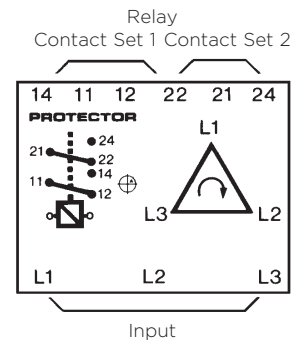 Relay
Contact Set 1 Contact Set 2
14 11 12 22 21 24
PROTECTOR
L1
24
21
22
14
11
12
L3 L2
L1 L2 L3
Input